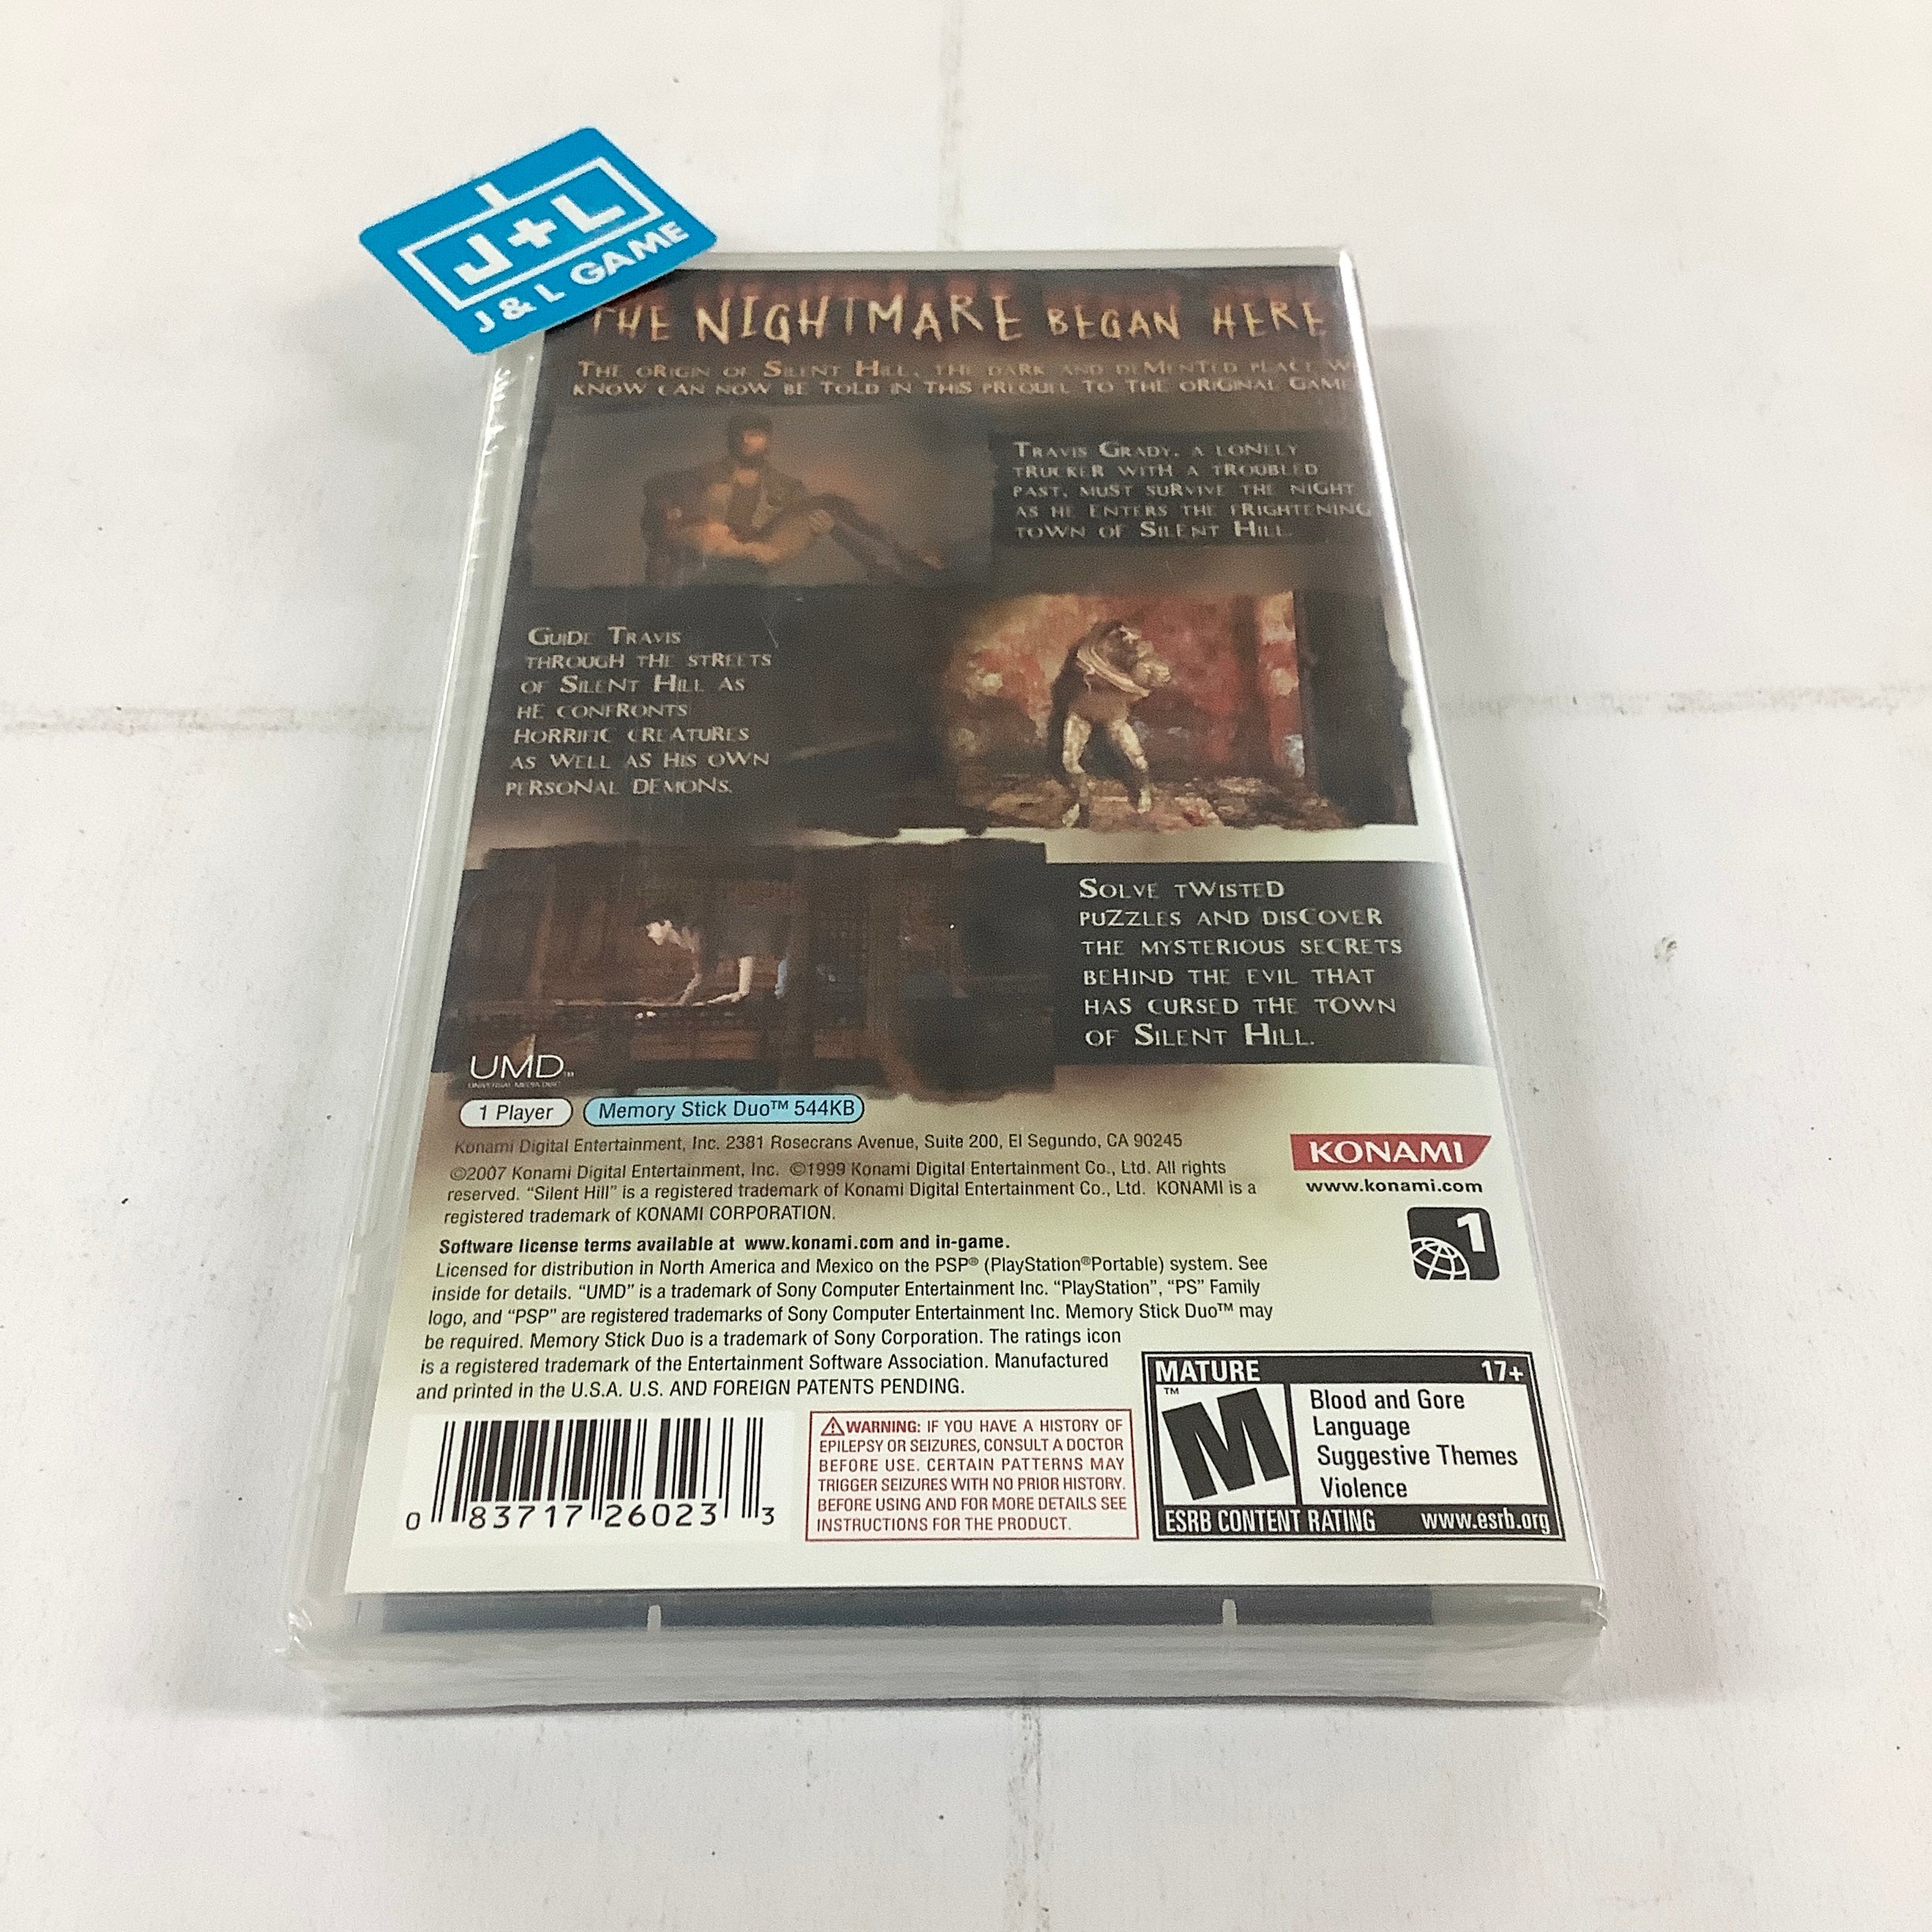 J+L
J & L GAME
THE NIGHTMARE BEGAN HERE
THE ORIGIN OF SILENT HILL, THE DARK AND DEMENTED PLACE WE
KNOW CAN NOW BE TOLD IN THIS PREQUEL TO THE ORIGINAL GAME
TRAVIS GRADY, A LONELY
TRUCKER WITH A TROUBLED
PAST, MUST SURVIVE THE NIGHT
AS HE ENTERS THE FRIGHTENING
TOWN OF SILENT HILL.
GUIDE TRAVIS
THROUGH THE STREETS
OF SILENT HILL AS
HE CONFRONTS
HORRIFIC CREATURES
AS WELL AS HIS OWN
PERSONAL DEMONS.
SOLVE TWISTED
PUZZLES AND DISCOVER
THE MYSTERIOUS SECRETS
BEHIND THE EVIL THAT
HAS CURSED THE TOWN
OF SILENT HILL.
UMD™
UNIVERSAL MEDIA DISC
1 Player
Memory Stick Duo™ 544KB
Konami Digital Entertainment, Inc. 2381 Rosecrans Avenue, Suite 200, El Segundo, CA 90245
©2007 Konami Digital Entertainment, Inc. ©1999 Konami Digital Entertainment Co., Ltd. All rights
reserved. “Silent Hill” is a registered trademark of Konami Digital Entertainment Co., Ltd. KONAMI is a
registered trademark of KONAMI CORPORATION.
KONAMI
www.konami.com
1
Software license terms available at www.konami.com and in-game.
Licensed for distribution in North America and Mexico on the PSP® (PlayStation®Portable) system. See
inside for details. “UMD” is a trademark of Sony Computer Entertainment Inc. “PlayStation”, “PS” Family
logo, and “PSP” are registered trademarks of Sony Computer Entertainment Inc. Memory Stick Duo™ may
be required. Memory Stick Duo is a trademark of Sony Corporation. The ratings icon
is a registered trademark of the Entertainment Software Association. Manufactured
and printed in the U.S.A. U.S. AND FOREIGN PATENTS PENDING.
0 83717 26023 3
WARNING: IF YOU HAVE A HISTORY OF
EPILEPSY OR SEIZURES, CONSULT A DOCTOR
BEFORE USE. CERTAIN PATTERNS MAY
TRIGGER SEIZURES WITH NO PRIOR HISTORY.
BEFORE USING AND FOR MORE DETAILS SEE
INSTRUCTIONS FOR THE PRODUCT.
MATURE 17+
M™
Blood and Gore
Language
Suggestive Themes
Violence
ESRB CONTENT RATING www.esrb.org